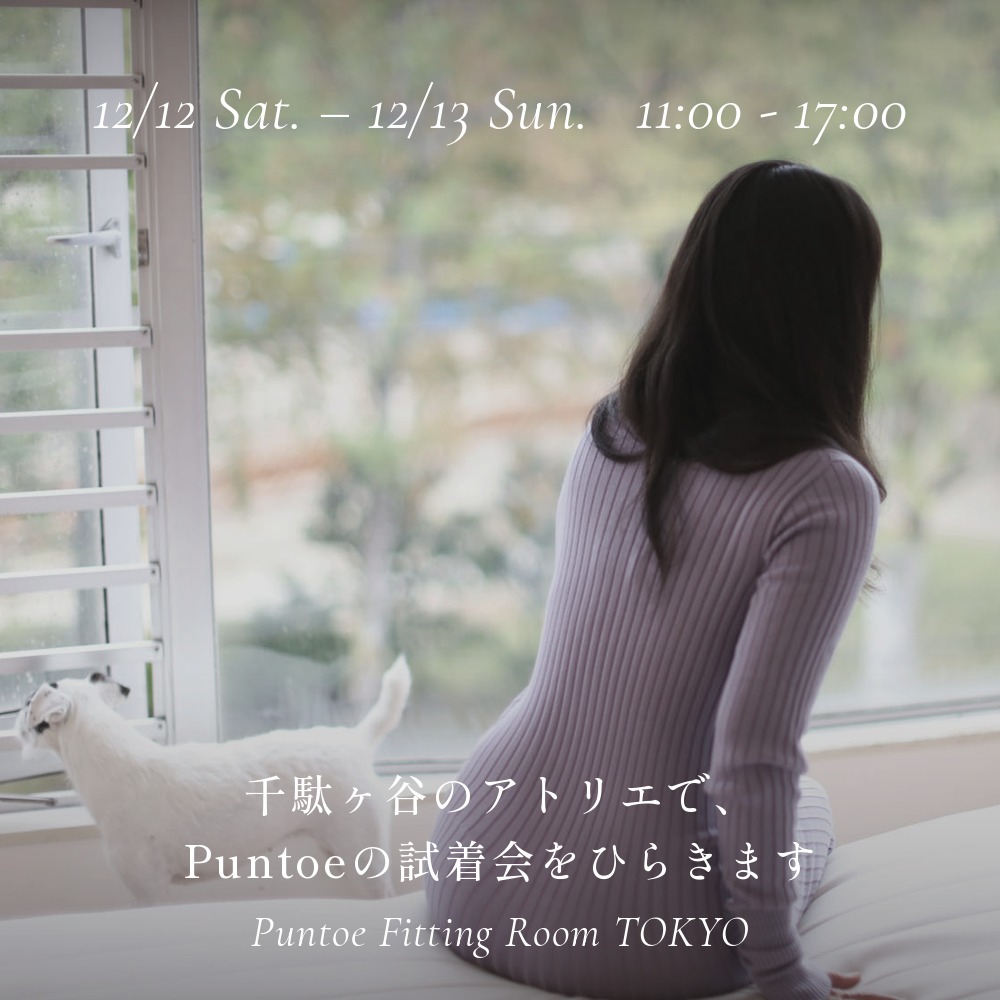 12/12 Sat. – 12/13 Sun. 11:00 - 17:00
千駄ヶ谷のアトリエで、
Puntoeの試着会をひらきます
Puntoe Fitting Room TOKYO